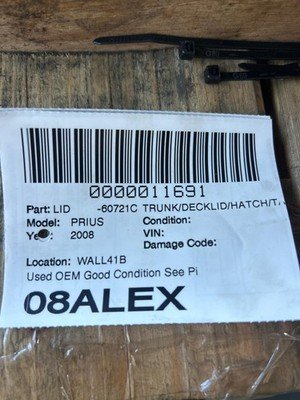 0000011691
Part: LID -60721C TRUNK/DECKLID/HATCH/T
Model: PRIUS Condition:
2008 VIN:
Damage Code:
Location: WALL41B
Used OEM Good Condition See Pi
08ALEX